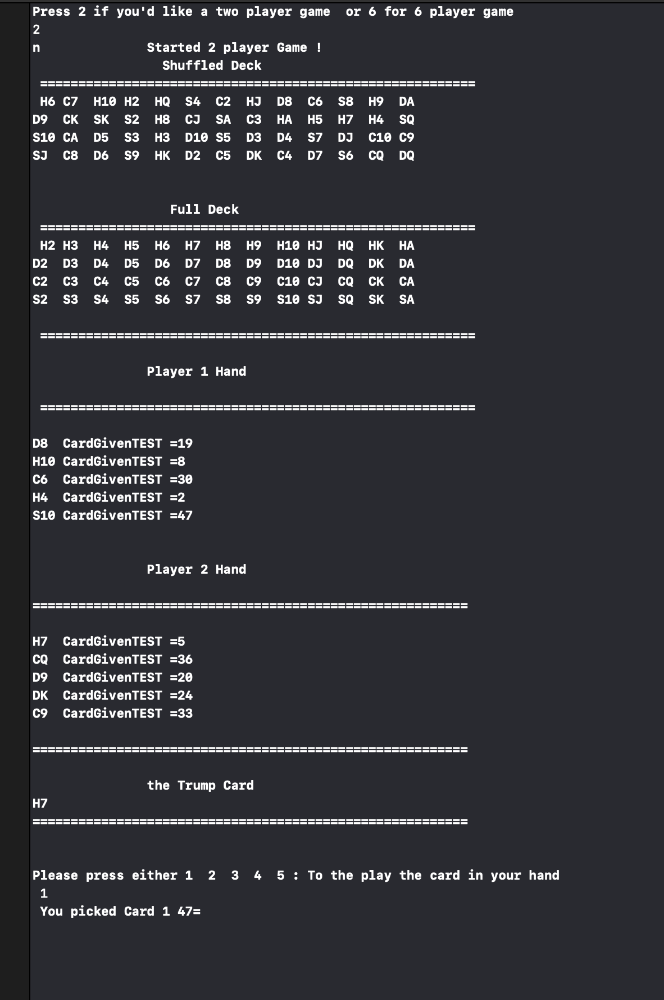 Press 2 if you'd like a two player game  or 6 for 6 player game
2
n              Started 2 player Game !
                 Shuffled Deck
 =========================================================
 H6 C7  H10 H2  HQ  S4  C2  HJ  D8  C6  S8  H9  DA
D9  CK  SK  S2  H8  CJ  SA  C3  HA  H5  H7  H4  SQ
S10 CA  D5  S3  H3  D10 S5  D3  D4  S7  DJ  C10 C9
SJ  C8  D6  S9  HK  D2  C5  DK  C4  D7  S6  CQ  DQ
                  Full Deck
 =========================================================
 H2 H3  H4  H5  H6  H7  H8  H9  H10 HJ  HQ  HK  HA
D2  D3  D4  D5  D6  D7  D8  D9  D10 DJ  DQ  DK  DA
C2  C3  C4  C5  C6  C7  C8  C9  C10 CJ  CQ  CK  CA
S2  S3  S4  S5  S6  S7  S8  S9  S10 SJ  SQ  SK  SA
 =========================================================
               Player 1 Hand
 =========================================================
D8  CardGivenTEST =19
H10 CardGivenTEST =8
C6  CardGivenTEST =30
H4  CardGivenTEST =2
S10 CardGivenTEST =47
               Player 2 Hand
=========================================================
H7  CardGivenTEST =5
CQ  CardGivenTEST =36
D9  CardGivenTEST =20
DK  CardGivenTEST =24
C9  CardGivenTEST =33
=========================================================
               the Trump Card
H7
=========================================================
Please press either 1  2  3  4  5 : To the play the card in your hand
 1
 You picked Card 1 47=